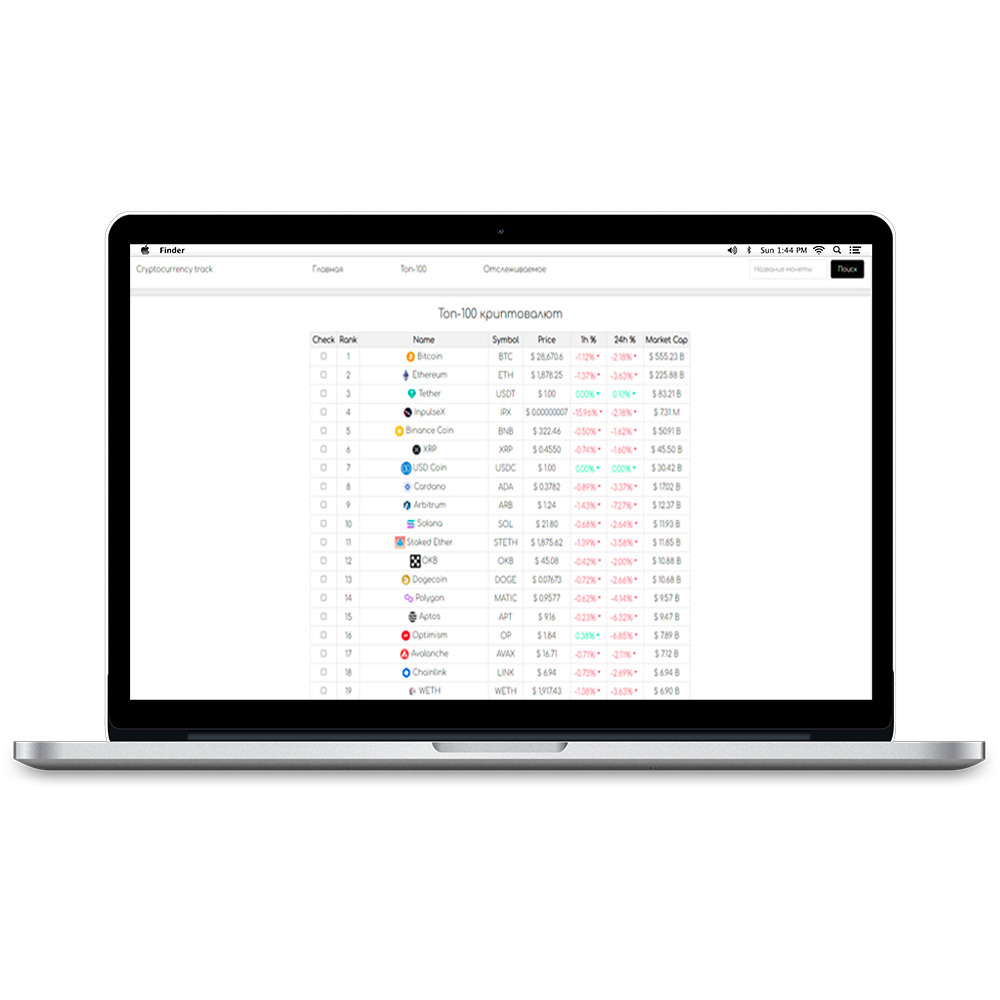 Finder Sun 1:44 PM
Cryptocurrency track Главная Топ-100 Отслеживаемое Название монеты Поиск
Топ-100 криптовалют
Check Rank Name Symbol Price 1h % 24h % Market Cap
1 Bitcoin BTC $ 28,670.6 -1.12% -2.18% $ 555.23 B
2 Ethereum ETH $ 1,878.25 -1.37% -3.63% $ 225.88 B
3 Tether USDT $ 1.00 0.00% 0.10% $ 83.21 B
4 InpulseX IPX $ 0.00000007 -15.96% -2.18% $ 7.31 M
5 Binance Coin BNB $ 322.46 -0.50% -1.62% $ 50.91 B
6 XRP XRP $ 0.4550 -0.74% -1.60% $ 45.50 B
7 USD Coin USDC $ 1.00 0.00% 0.00% $ 30.42 B
8 Cardano ADA $ 0.3782 -0.89% -3.37% $ 17.02 B
9 Arbitrum ARB $ 1.24 -1.43% -7.27% $ 12.37 B
10 Solana SOL $ 21.80 -0.68% -2.64% $ 11.93 B
11 Staked Ether STETH $ 1,875.62 -1.39% -3.58% $ 11.85 B
12 OKB OKB $ 45.08 -0.42% -2.00% $ 10.88 B
13 Dogecoin DOGE $ 0.07673 -0.72% -2.66% $ 10.68 B
14 Polygon MATIC $ 0.9577 -0.62% -4.14% $ 9.57 B
15 Aptos APT $ 9.16 -0.23% -6.32% $ 9.47 B
16 Optimism OP $ 1.84 0.38% -6.85% $ 7.89 B
17 Avalanche AVAX $ 16.71 -0.71% -2.11% $ 7.12 B
18 Chainlink LINK $ 6.94 -0.73% -2.69% $ 6.94 B
19 WETH WETH $ 1,917.43 -1.38% -3.63% $ 6.90 B